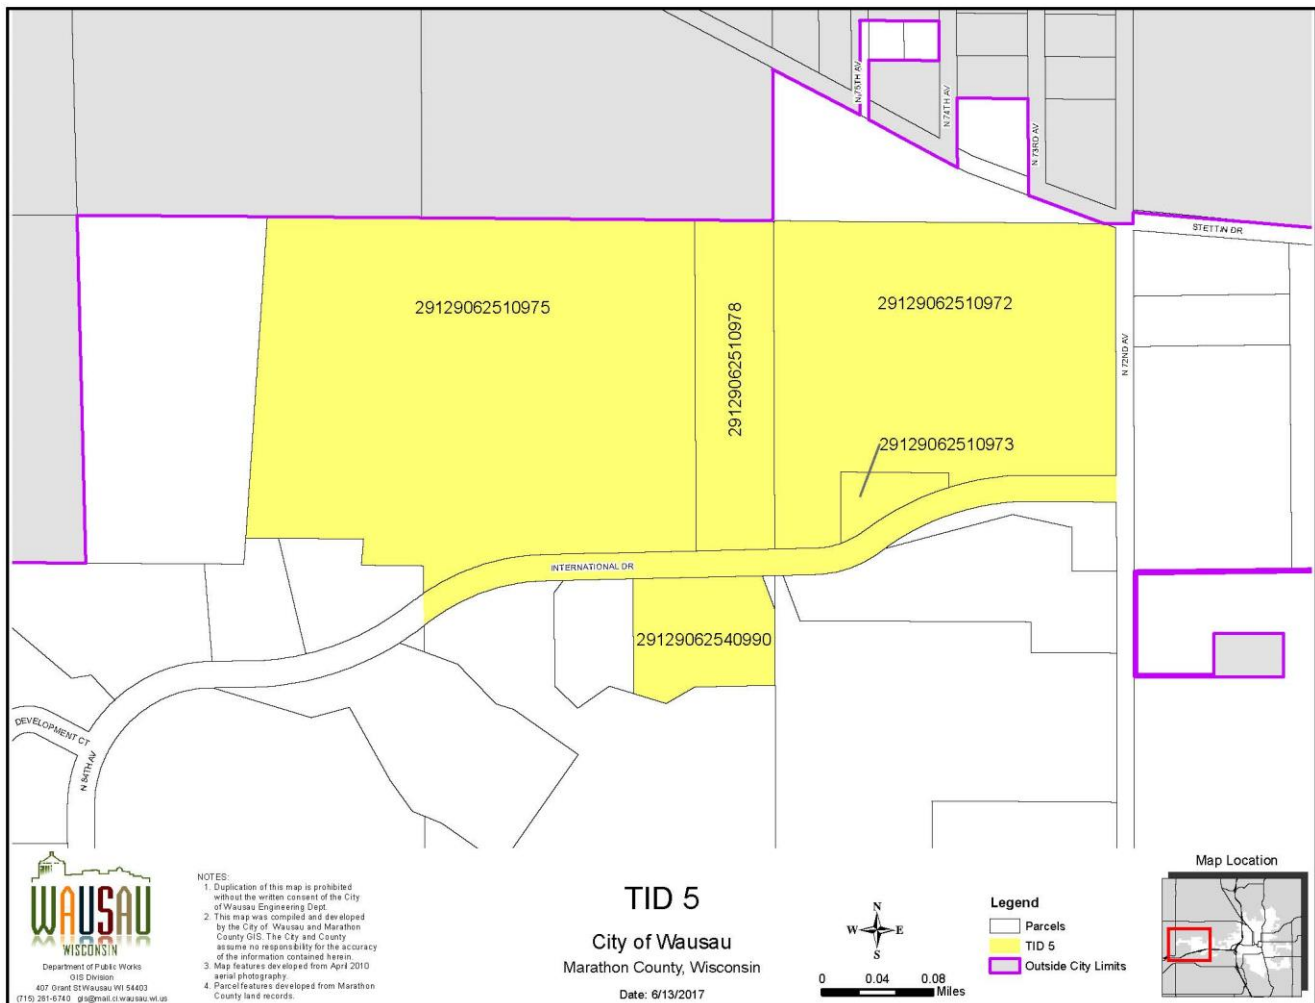 N 75TH AV
N 74TH AV
N 73RD AV
STETTIN DR
29129062510975
29129062510978
29129062510972
N 72ND AV
29129062510973
INTERNATIONAL DR
29129062540990
DEVELOPMENT CT
N 84TH AV
WAUSAU
WISCONSIN
Department of Public Works
GIS Division
407 Grant St Wausau WI 54403
(715) 261-6740 gis@mail.ci.wausau.wi.us
NOTES:
1. Duplication of this map is prohibited
without the written consent of the City
of Wausau Engineering Dept.
2. This map was compiled and developed
by the City of Wausau and Marathon
County GIS. The City and County
assume no responsibility for the accuracy
of the information contained herein.
3. Map features developed from April 2010
aerial photography.
4. Parcel features developed from Marathon
County land records.
TID 5
City of Wausau
Marathon County, Wisconsin
Date: 6/13/2017
N
W E
S
0 0.04 0.08
Miles
Legend
Parcels
TID 5
Outside City Limits
Map Location